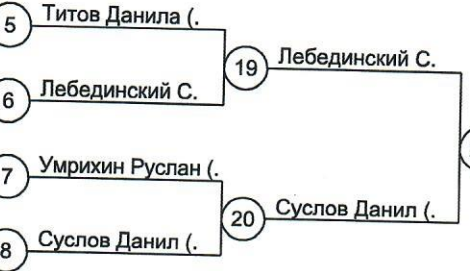 5 Титов Данила (.
19 Лебединский С.
6 Лебединский С.
7 Умрихин Руслан (.
20 Суслов Данил (.
8 Суслов Данил (.